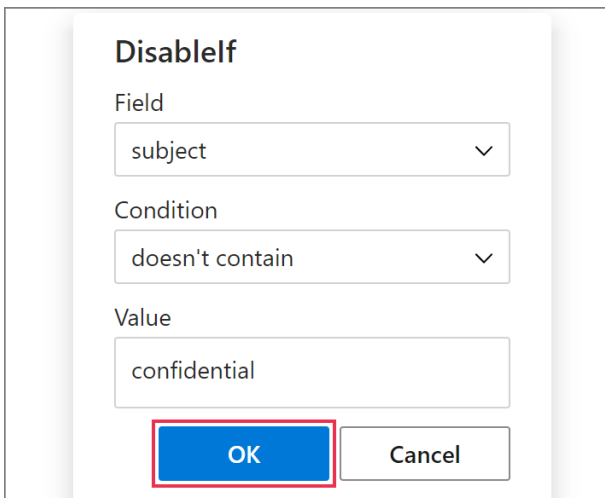 DisableIf
Field
subject
Condition
doesn't contain
Value
confidential
OK Cancel